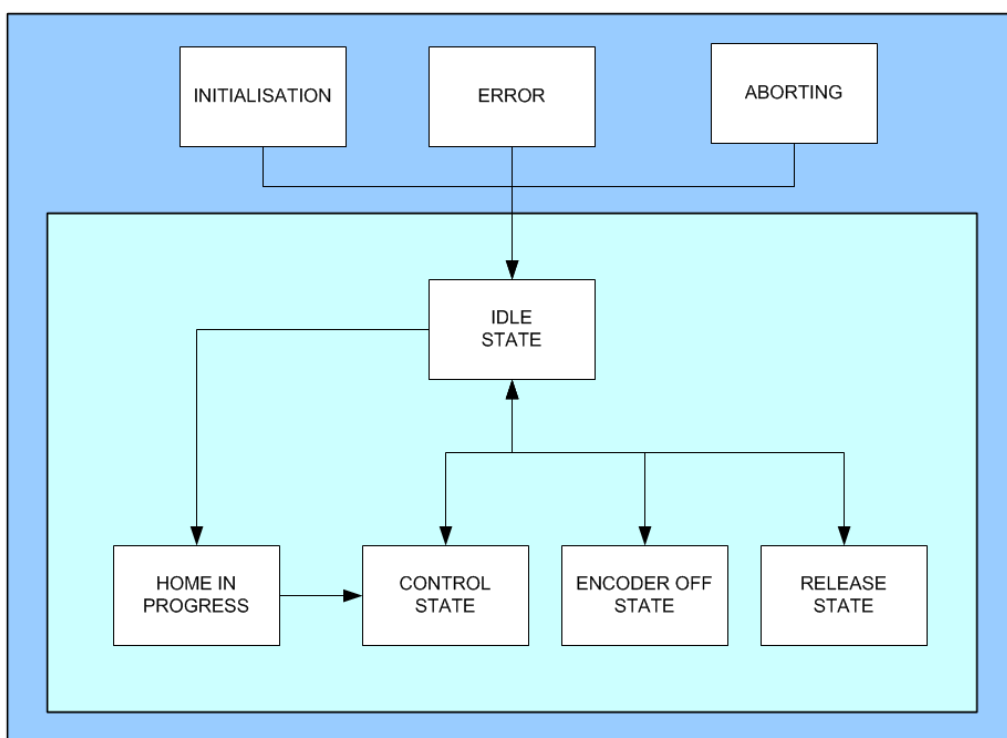 INITIALISATION
ERROR
ABORTING
IDLE
STATE
HOME IN
PROGRESS
CONTROL
STATE
ENCODER OFF
STATE
RELEASE
STATE